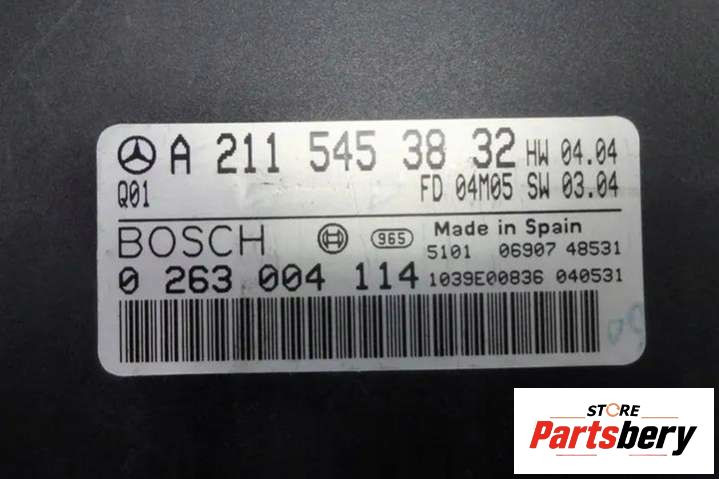 A 211 545 38 32 HW 04.04
Q01 FD 04M05 SW 03.04
BOSCH 965 Made in Spain
5101 06907 48531
0 263 004 114 1039E00836 040531
STORE
Partsbery